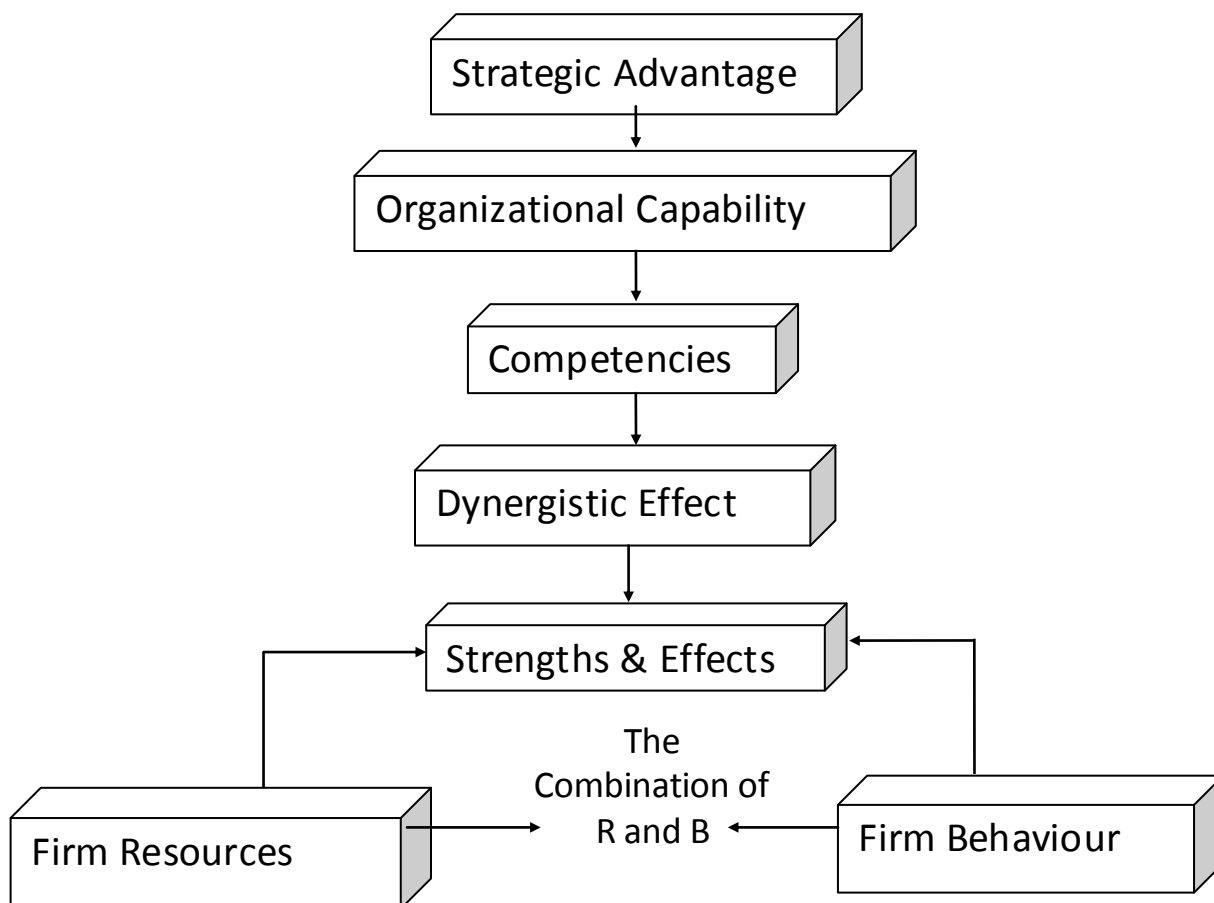 Strategic Advantage
Organizational Capability
Competencies
Dynergistic Effect
Strengths & Effects
The
Combination of
R and B
Firm Resources
Firm Behaviour